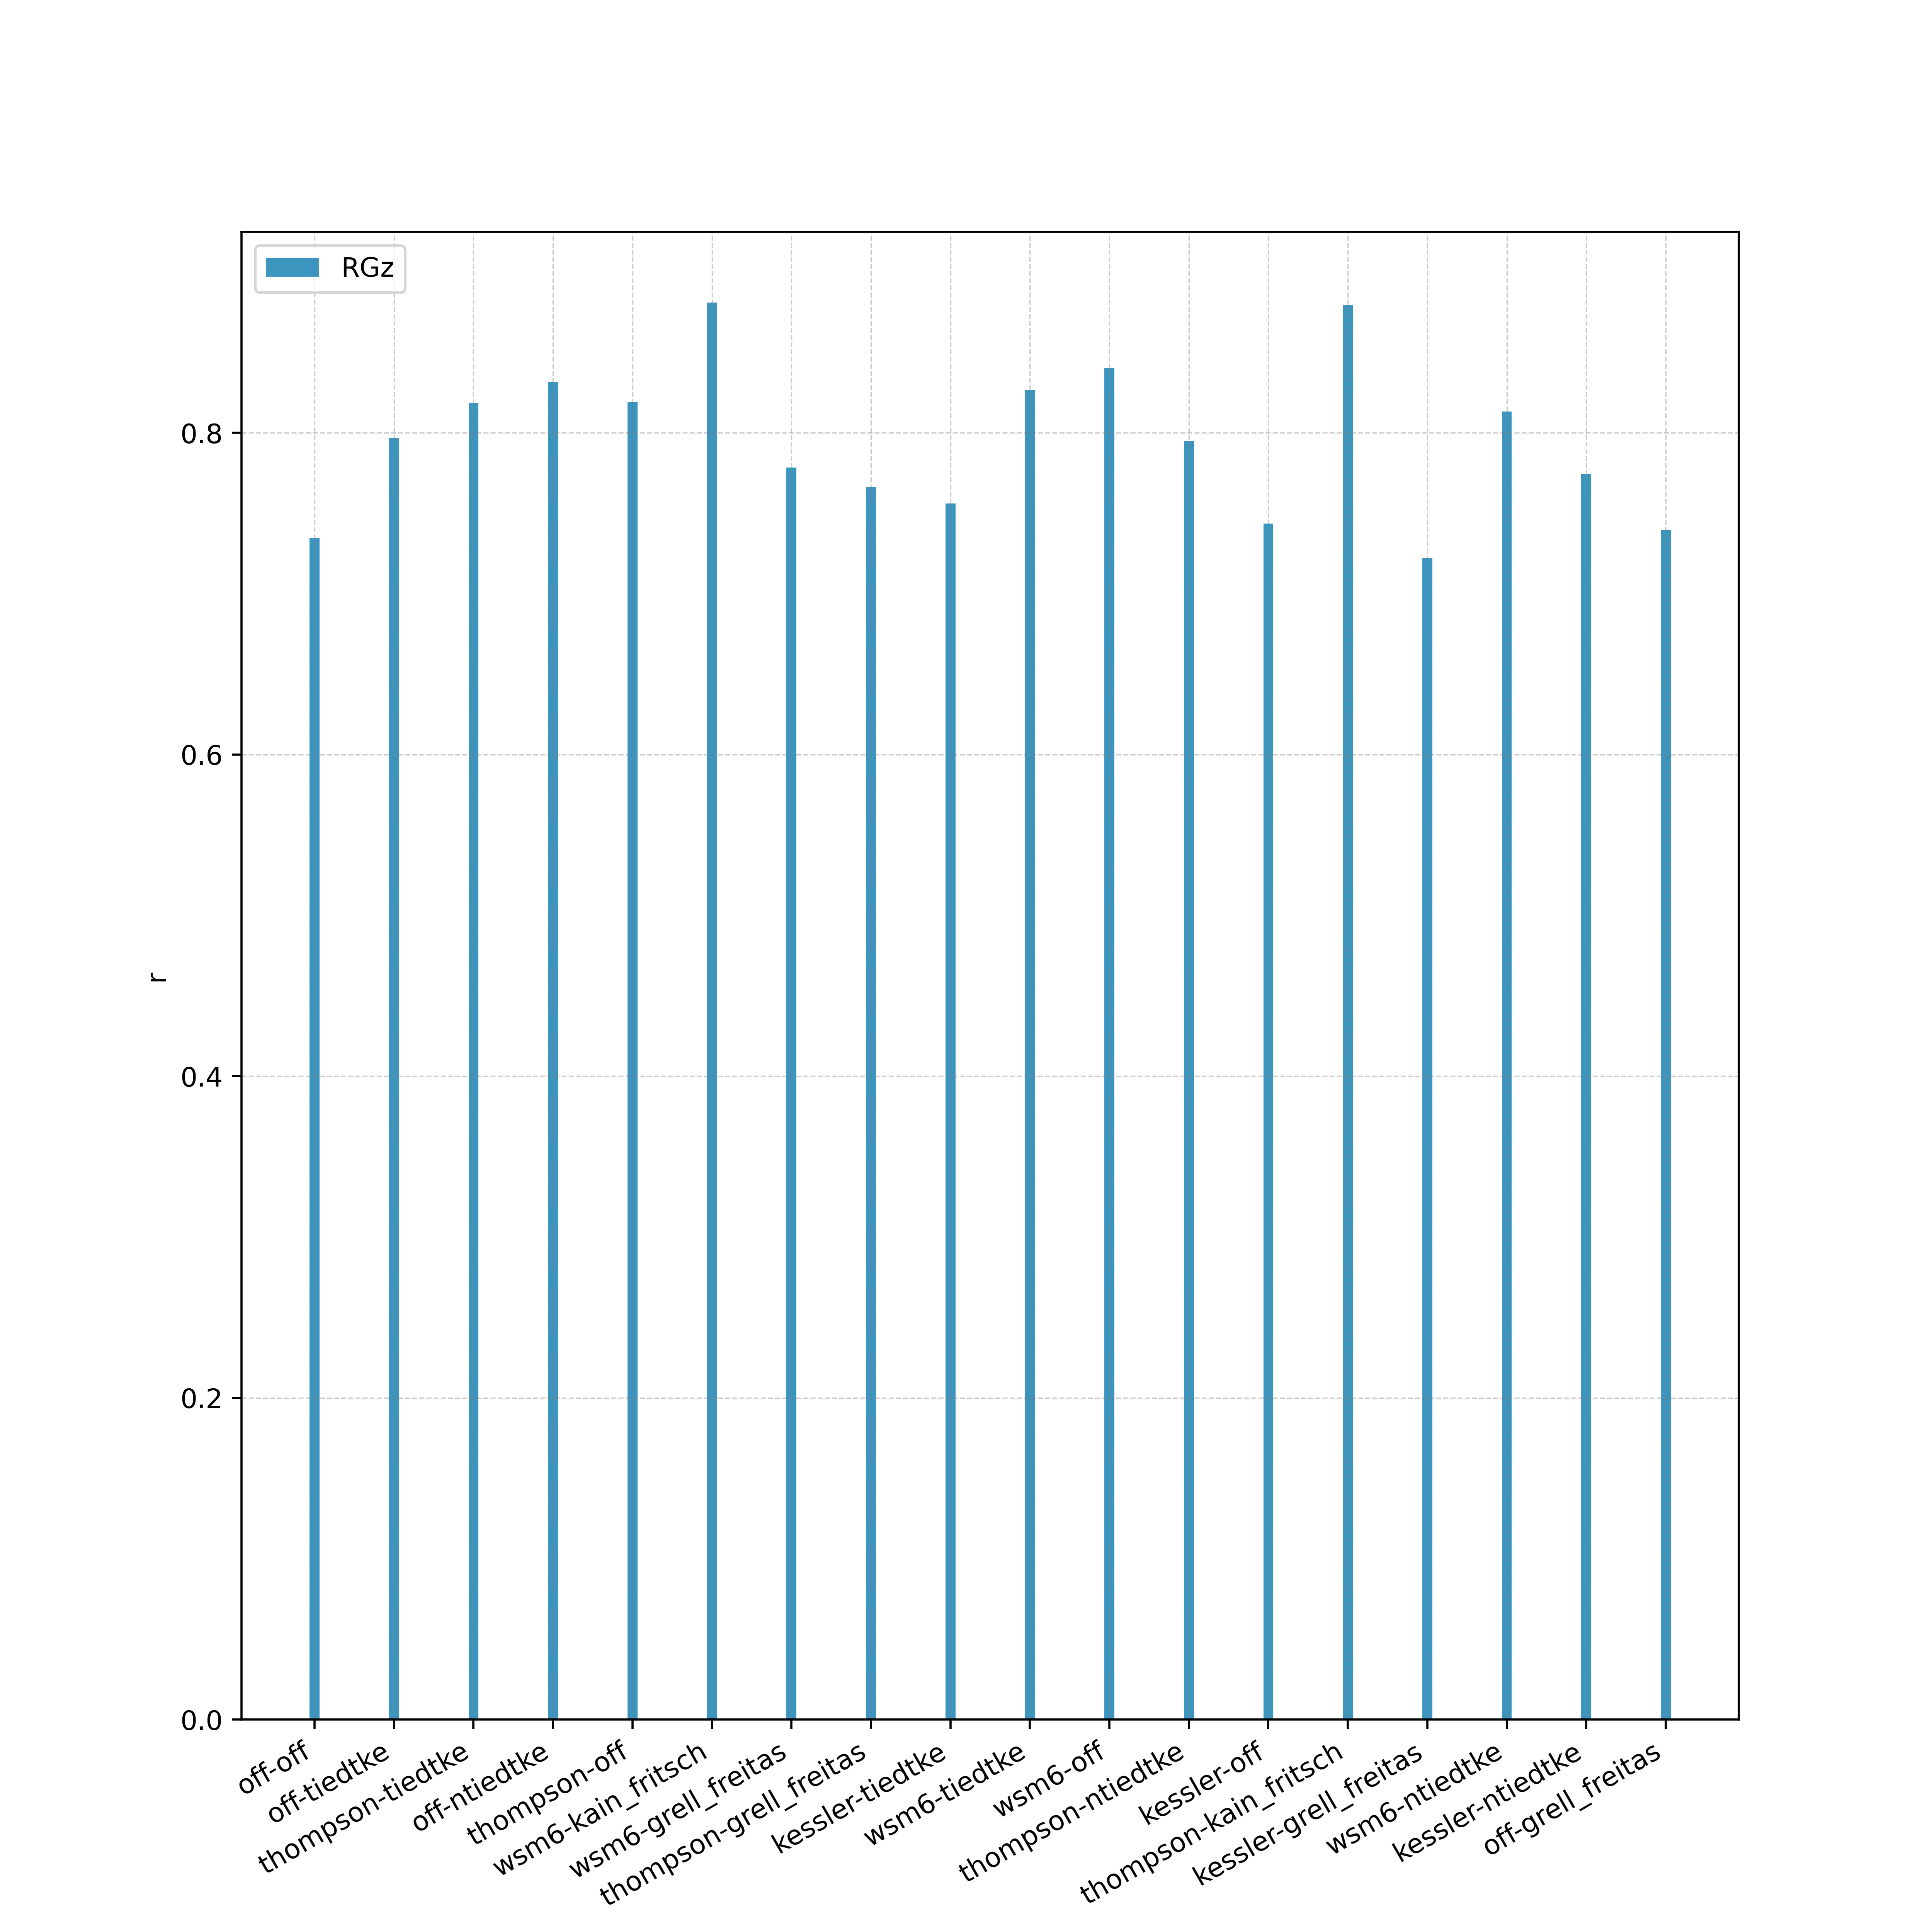 RGz
0.8
0.6
r
0.4
0.2
0.0
off-off
off-tiedtke
thompson-tiedtke
off-ntiedtke
thompson-off
wsm6-kain_fritsch
wsm6-grell_freitas
thompson-grell_freitas
kessler-tiedtke
wsm6-tiedtke
wsm6-off
thompson-ntiedtke
kessler-off
thompson-kain_fritsch
kessler-grell_freitas
wsm6-ntiedtke
kessler-ntiedtke
off-grell_freitas